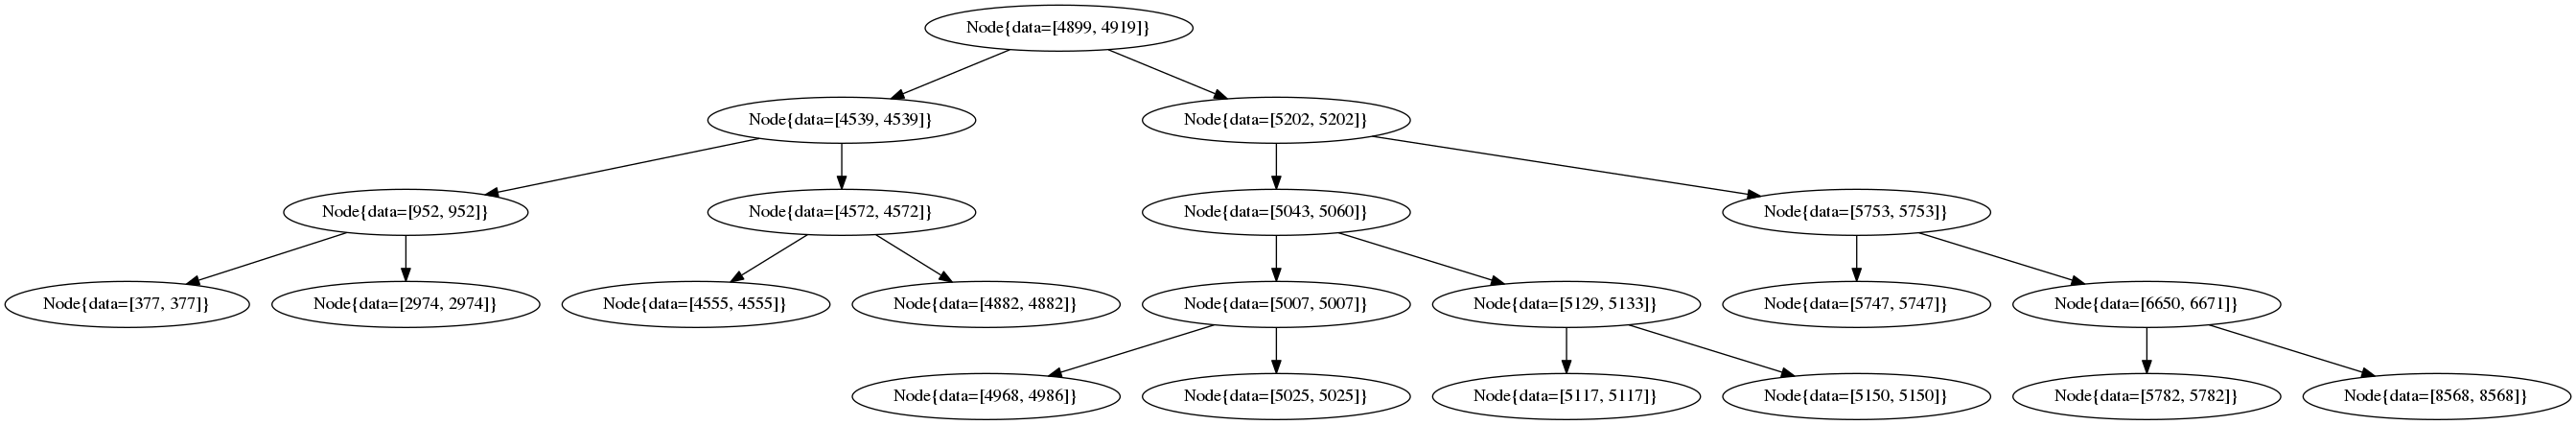 Node{data=[4899, 4919]}
Node{data=[4539, 4539]}
Node{data=[5202, 5202]}
Node{data=[952, 952]}
Node{data=[4572, 4572]}
Node{data=[5043, 5060]}
Node{data=[5753, 5753]}
Node{data=[377, 377]}
Node{data=[2974, 2974]}
Node{data=[4555, 4555]}
Node{data=[4882, 4882]}
Node{data=[5007, 5007]}
Node{data=[5129, 5133]}
Node{data=[5747, 5747]}
Node{data=[6650, 6671]}
Node{data=[4968, 4986]}
Node{data=[5025, 5025]}
Node{data=[5117, 5117]}
Node{data=[5150, 5150]}
Node{data=[5782, 5782]}
Node{data=[8568, 8568]}